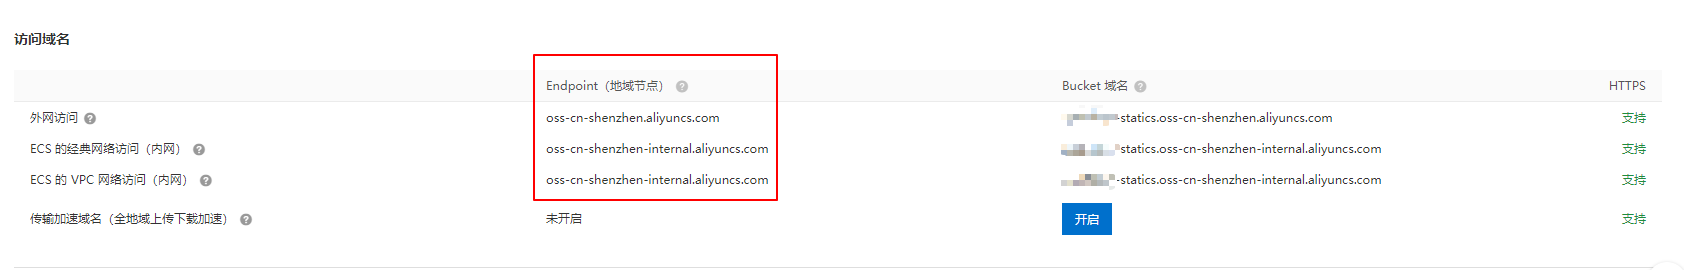 访问域名
Endpoint（地域节点） Bucket 域名 HTTPS
外网访问 oss-cn-shenzhen.aliyuncs.com -statics.oss-cn-shenzhen.aliyuncs.com 支持
ECS 的经典网络访问（内网） oss-cn-shenzhen-internal.aliyuncs.com -statics.oss-cn-shenzhen-internal.aliyuncs.com 支持
ECS 的 VPC 网络访问（内网） oss-cn-shenzhen-internal.aliyuncs.com -statics.oss-cn-shenzhen-internal.aliyuncs.com 支持
传输加速域名（全地域上传下载加速） 未开启 开启 支持